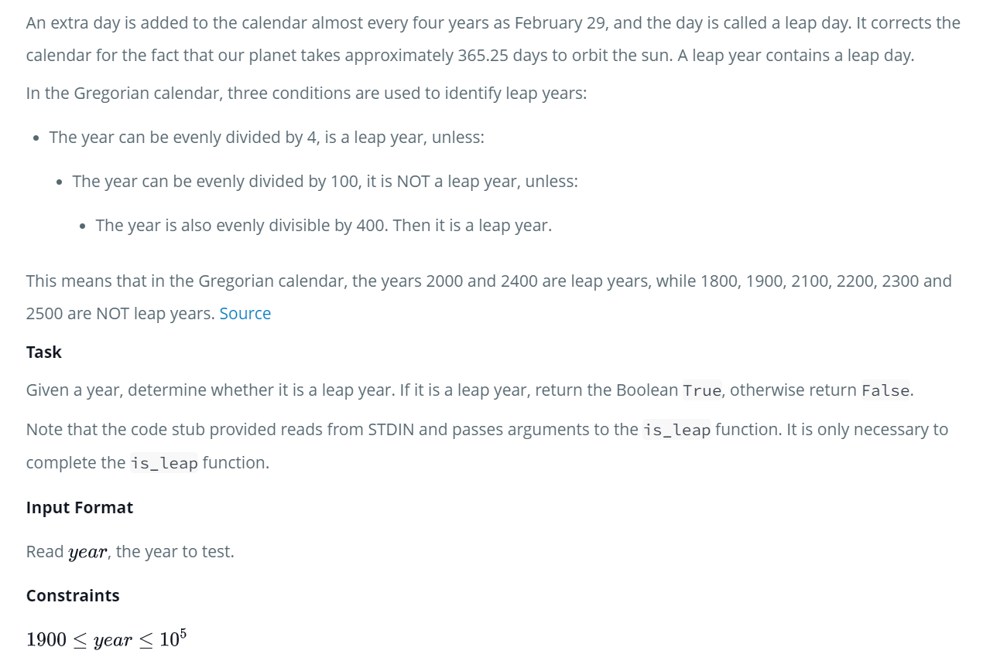 An extra day is added to the calendar almost every four years as February 29, and the day is called a leap day. It corrects the
calendar for the fact that our planet takes approximately 365.25 days to orbit the sun. A leap year contains a leap day.
In the Gregorian calendar, three conditions are used to identify leap years:
• The year can be evenly divided by 4, is a leap year, unless:
• The year can be evenly divided by 100, it is NOT a leap year, unless:
• The year is also evenly divisible by 400. Then it is a leap year.
This means that in the Gregorian calendar, the years 2000 and 2400 are leap years, while 1800, 1900, 2100, 2200, 2300 and
2500 are NOT leap years. Source
Task
Given a year, determine whether it is a leap year. If it is a leap year, return the Boolean True, otherwise return False.
Note that the code stub provided reads from STDIN and passes arguments to the is_leap function. It is only necessary to
complete the is_leap function.
Input Format
Read year, the year to test.
Constraints
1900 ≤ year ≤ 10⁵